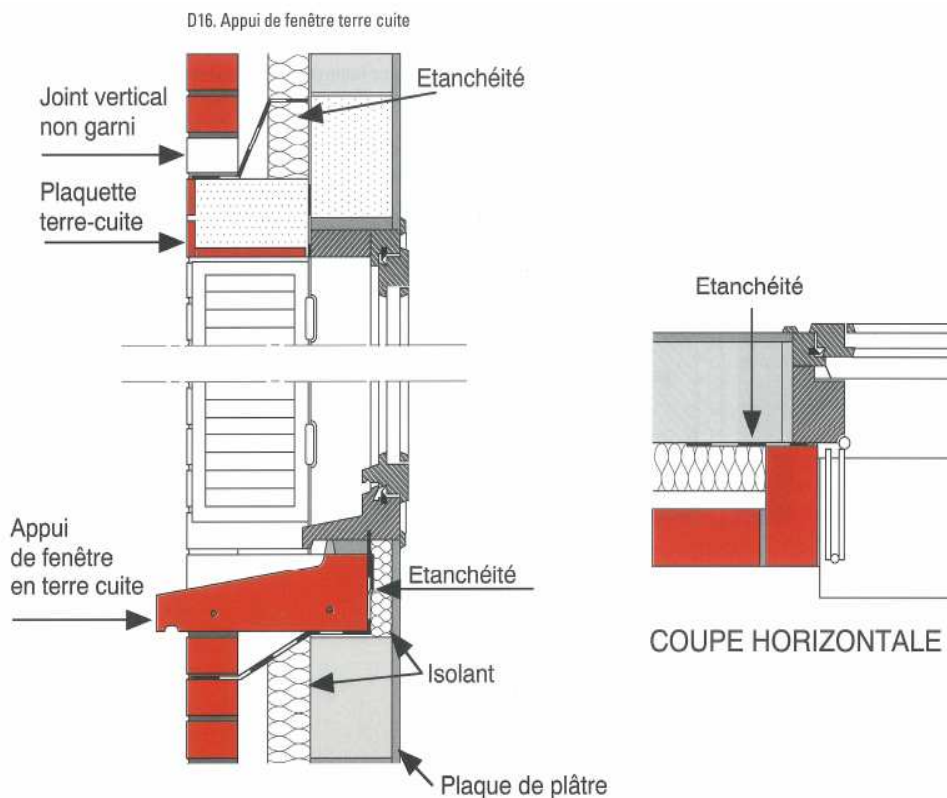 D16. Appui de fenêtre terre cuite
Etanchéité
Joint vertical
non garni
Plaquette
terre-cuite
Etanchéité
Appui
de fenêtre
en terre cuite
Etanchéité
Isolant
COUPE HORIZONTALE
Plaque de plâtre